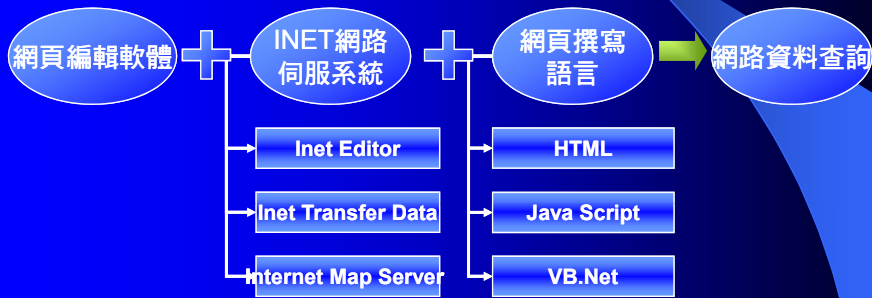 網頁編輯軟體
INET網路
伺服系統
網頁撰寫
語言
網路資料查詢
Inet Editor
HTML
Inet Transfer Data
Java Script
Internet Map Server
VB.Net